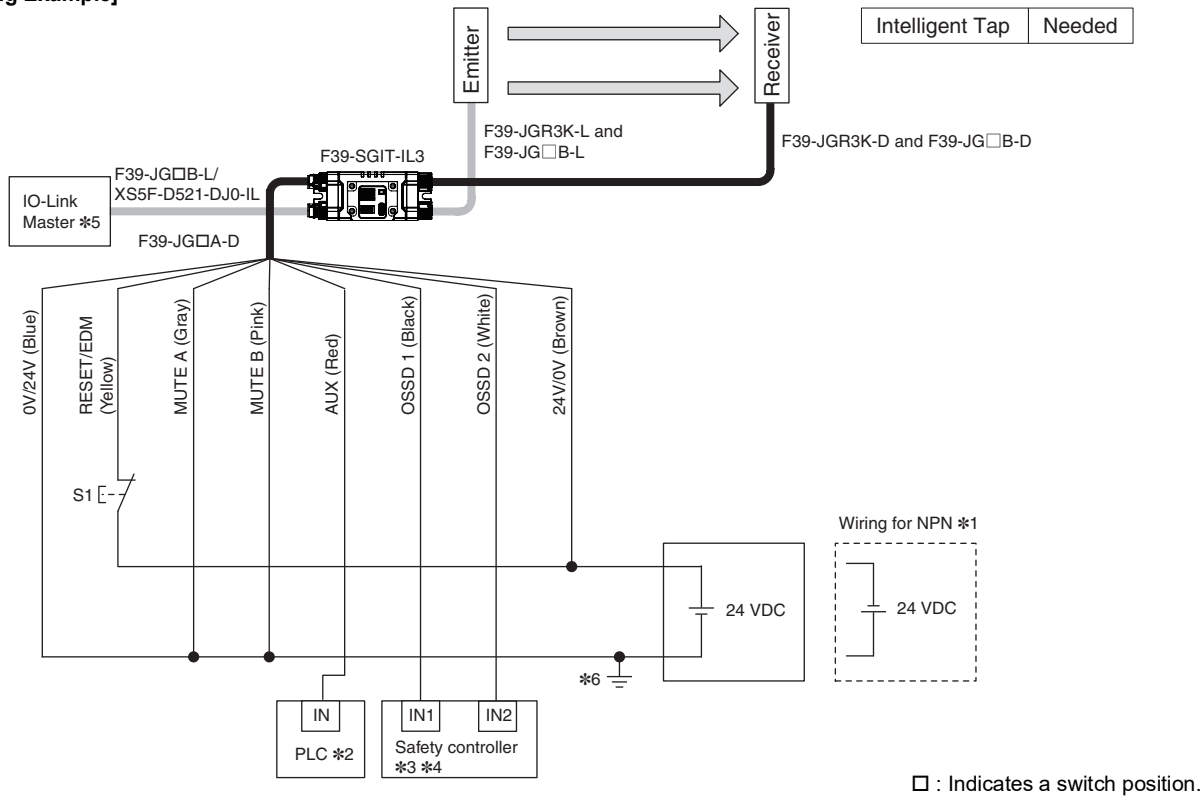 g Example]
Emitter
Receiver
Intelligent Tap Needed
F39-JGR3K-L and
F39-JG□B-L
F39-JGR3K-D and F39-JG□B-D
F39-SGIT-IL3
F39-JG□B-L/
XS5F-D521-DJ0-IL
IO-Link
Master *5
F39-JG□A-D
0V/24V (Blue)
RESET/EDM
(Yellow)
MUTE A (Gray)
MUTE B (Pink)
AUX (Red)
OSSD 1 (Black)
OSSD 2 (White)
24V/0V (Brown)
S1
Wiring for NPN *1
24 VDC
24 VDC
*6
IN
PLC *2
IN1
IN2
Safety controller
*3 *4
□ : Indicates a switch position.